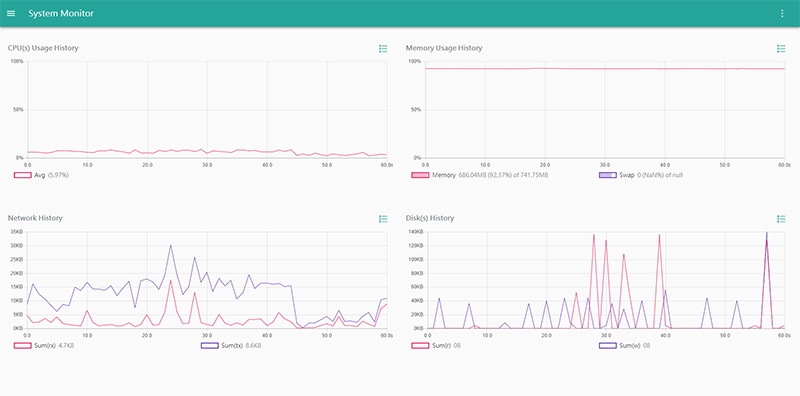 System Monitor
CPU(s) Usage History
100%
50%
0%
0.0 10.0 20.0 30.0 40.0 50.0 60.0s
Avg (5.97%)
Memory Usage History
100%
50%
0%
0.0 10.0 20.0 30.0 40.0 50.0 60.0s
Memory 686.04MB (92.37%) of 741.75MB
Swap 0 (NaN%) of null
Network History
35KB
30KB
25KB
20KB
15KB
10KB
5KB
0KB
0.0 10.0 20.0 30.0 40.0 50.0 60.0s
Sum(rx) 4.7KB
Sum(tx) 8.6KB
Disk(s) History
140KB
120KB
100KB
80KB
60KB
40KB
20KB
0KB
0.0 10.0 20.0 30.0 40.0 50.0 60.0s
Sum(r) 0B
Sum(w) 0B